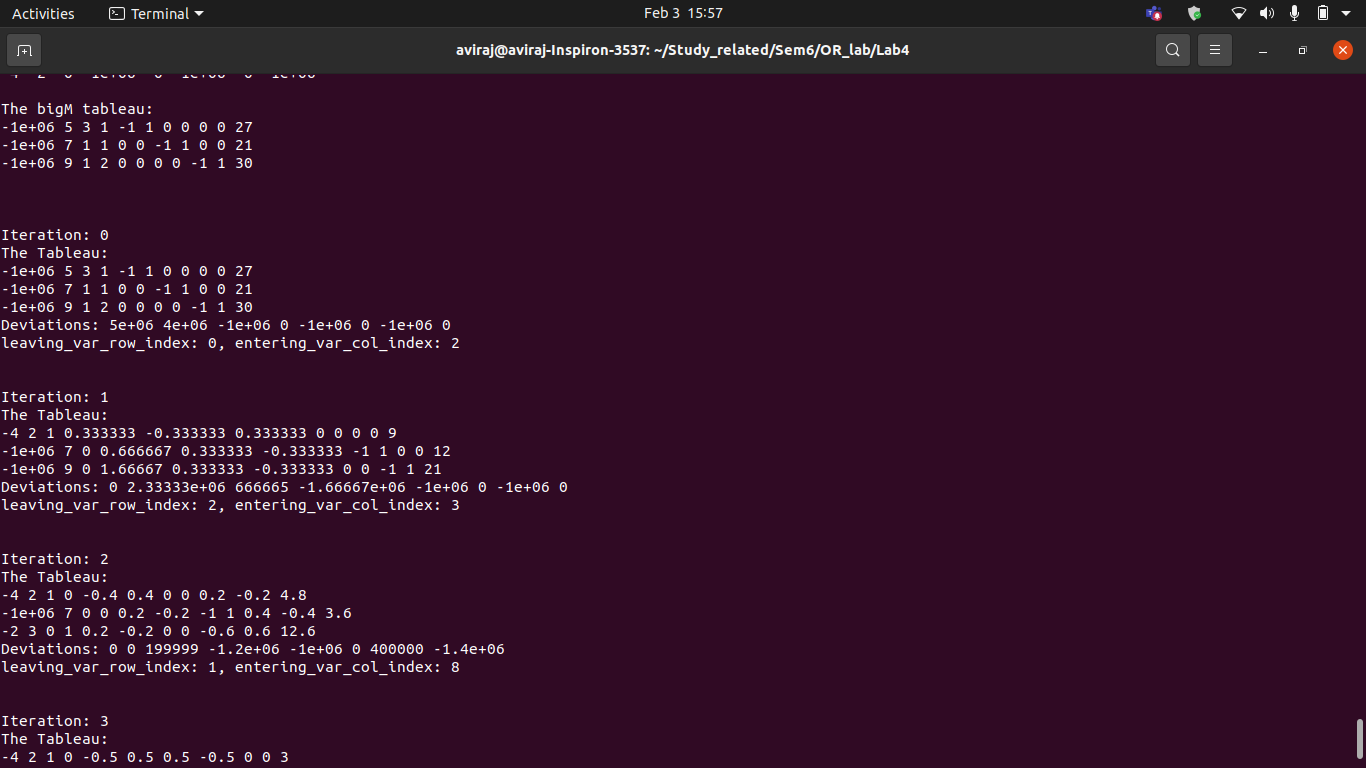 Activities Terminal Feb 3 15:57
aviraj@aviraj-Inspiron-3537: ~/Study_related/Sem6/OR_lab/Lab4
The bigM tableau:
-1e+06 5 3 1 -1 1 0 0 0 0 27
-1e+06 7 1 1 0 0 -1 1 0 0 21
-1e+06 9 1 2 0 0 0 0 -1 1 30
Iteration: 0
The Tableau:
-1e+06 5 3 1 -1 1 0 0 0 0 27
-1e+06 7 1 1 0 0 -1 1 0 0 21
-1e+06 9 1 2 0 0 0 0 -1 1 30
Deviations: 5e+06 4e+06 -1e+06 0 -1e+06 0 -1e+06 0
leaving_var_row_index: 0, entering_var_col_index: 2
Iteration: 1
The Tableau:
-4 2 1 0.333333 -0.333333 0.333333 0 0 0 0 9
-1e+06 7 0 0.666667 0.333333 -0.333333 -1 1 0 0 12
-1e+06 9 0 1.66667 0.333333 -0.333333 0 0 -1 1 21
Deviations: 0 2.33333e+06 666665 -1.66667e+06 -1e+06 0 -1e+06 0
leaving_var_row_index: 2, entering_var_col_index: 3
Iteration: 2
The Tableau:
-4 2 1 0 -0.4 0.4 0 0 0.2 -0.2 4.8
-1e+06 7 0 0 0.2 -0.2 -1 1 0.4 -0.4 3.6
-2 3 0 1 0.2 -0.2 0 0 -0.6 0.6 12.6
Deviations: 0 0 199999 -1.2e+06 -1e+06 0 400000 -1.4e+06
leaving_var_row_index: 1, entering_var_col_index: 8
Iteration: 3
The Tableau:
-4 2 1 0 -0.5 0.5 0.5 -0.5 0 0 3